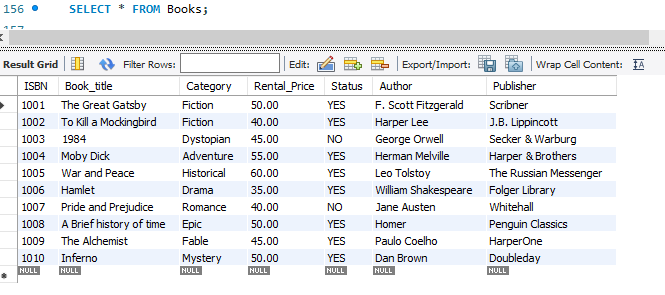 156 SELECT * FROM Books;
157
Result Grid Filter Rows: Edit: Export/Import: Wrap Cell Content: IA
ISBN Book_title Category Rental_Price Status Author Publisher
1001 The Great Gatsby Fiction 50.00 YES F. Scott Fitzgerald Scribner
1002 To Kill a Mockingbird Fiction 40.00 YES Harper Lee J.B. Lippincott
1003 1984 Dystopian 45.00 NO George Orwell Secker & Warburg
1004 Moby Dick Adventure 55.00 YES Herman Melville Harper & Brothers
1005 War and Peace Historical 60.00 YES Leo Tolstoy The Russian Messenger
1006 Hamlet Drama 35.00 YES William Shakespeare Folger Library
1007 Pride and Prejudice Romance 40.00 NO Jane Austen Whitehall
1008 A Brief history of time Epic 50.00 YES Homer Penguin Classics
1009 The Alchemist Fable 45.00 YES Paulo Coelho HarperOne
1010 Inferno Mystery 50.00 YES Dan Brown Doubleday
NULL NULL NULL NULL NULL NULL NULL